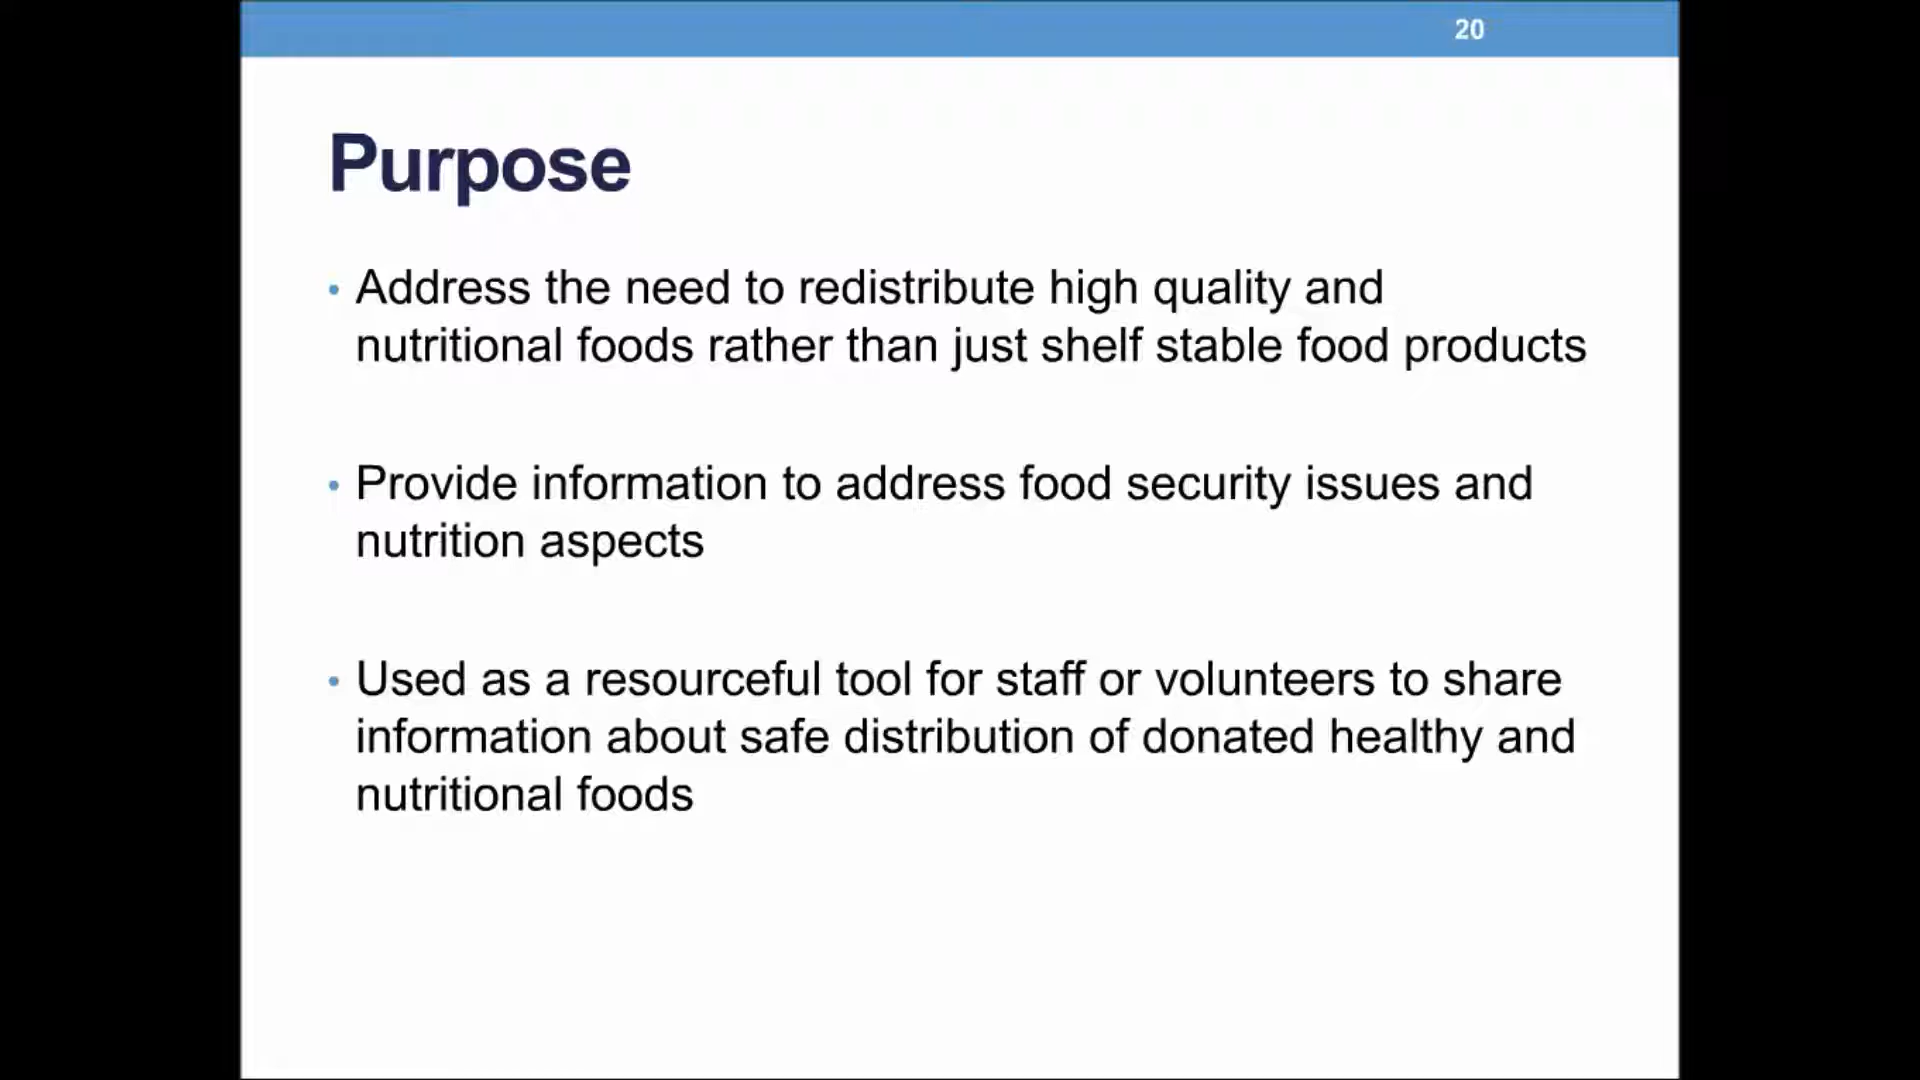 20
Purpose
• Address the need to redistribute high quality and
nutritional foods rather than just shelf stable food products
• Provide information to address food security issues and
nutrition aspects
• Used as a resourceful tool for staff or volunteers to share
information about safe distribution of donated healthy and
nutritional foods